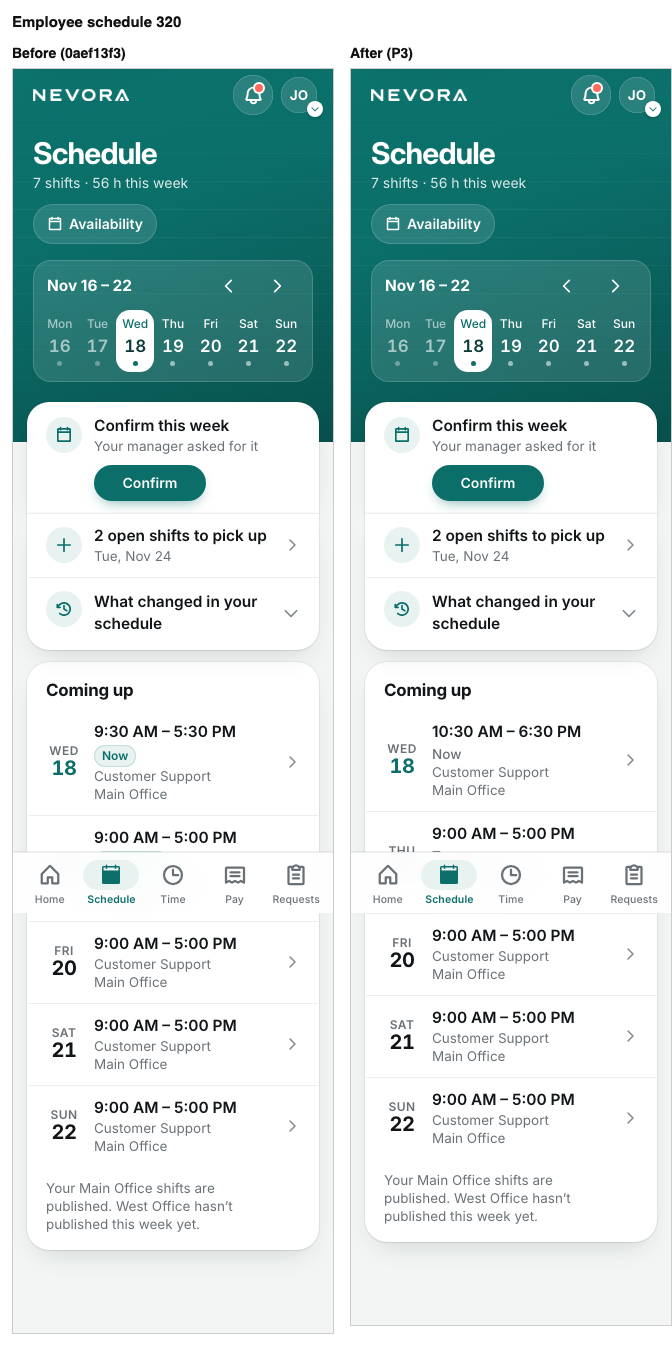 Employee schedule 320
Before (0aef13f3)
NEVORA
JO
Schedule
7 shifts · 56 h this week
Availability
Nov 16 – 22
Mon Tue Wed Thu Fri Sat Sun
16 17 18 19 20 21 22
Confirm this week
Your manager asked for it
Confirm
2 open shifts to pick up
Tue, Nov 24
What changed in your
schedule
Coming up
WED
18
9:30 AM – 5:30 PM
Now
Customer Support
Main Office
9:00 AM – 5:00 PM
Home Schedule Time Pay Requests
FRI
20
9:00 AM – 5:00 PM
Customer Support
Main Office
SAT
21
9:00 AM – 5:00 PM
Customer Support
Main Office
SUN
22
9:00 AM – 5:00 PM
Customer Support
Main Office
Your Main Office shifts are
published. West Office hasn’t
published this week yet.
After (P3)
NEVORA
JO
Schedule
7 shifts · 56 h this week
Availability
Nov 16 – 22
Mon Tue Wed Thu Fri Sat Sun
16 17 18 19 20 21 22
Confirm this week
Your manager asked for it
Confirm
2 open shifts to pick up
Tue, Nov 24
What changed in your
schedule
Coming up
WED
18
10:30 AM – 6:30 PM
Now
Customer Support
Main Office
THU
9:00 AM – 5:00 PM
Home Schedule Time Pay Requests
FRI
20
9:00 AM – 5:00 PM
Customer Support
Main Office
SAT
21
9:00 AM – 5:00 PM
Customer Support
Main Office
SUN
22
9:00 AM – 5:00 PM
Customer Support
Main Office
Your Main Office shifts are
published. West Office hasn’t
published this week yet.